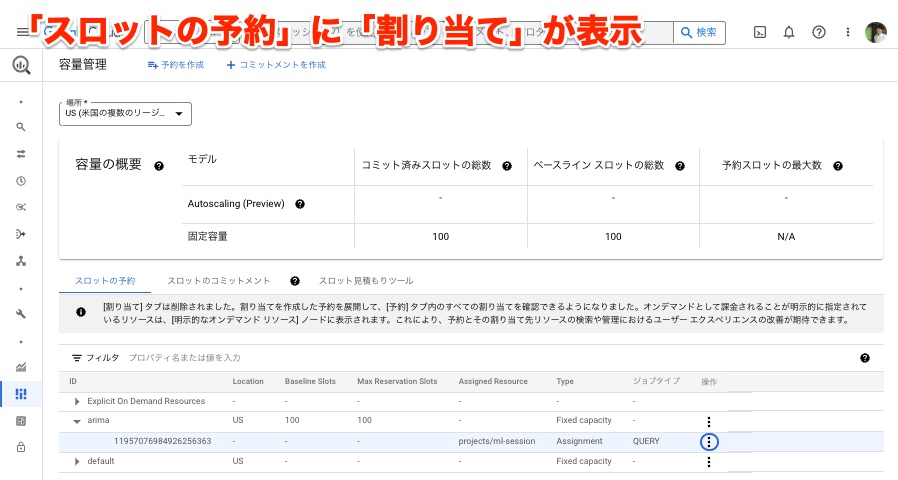 「スロットの予約」に「割り当て」が表示
検索
容量管理
予約を作成
コミットメントを作成
場所 *
US (米国の複数のリージ...
容量の概要
モデル
コミット済みスロットの総数
ベースライン スロットの総数
予約スロットの最大数
Autoscaling (Preview)
-
-
-
固定容量
100
100
N/A
スロットの予約
スロットのコミットメント
スロット見積もりツール
[割り当て] タブは削除されました。割り当てを作成した予約を展開して、[予約] タブ内のすべての割り当てを確認できるようになりました。オンデマンドとして課金されることが明示的に指定されて
いるリソースは、[明示的なオンデマンド リソース] ノードに表示されます。これにより、予約とその割り当て先リソースの検索や管理におけるユーザー エクスペリエンスの改善が期待できます。
フィルタ プロパティ名または値を入力
ID Location Baseline Slots Max Reservation Slots Assigned Resource Type ジョブタイプ 操作
Explicit On Demand Resources - - - - - -
arima US 100 100 - Fixed capacity -
11957076984926256363 - - - projects/ml-session Assignment QUERY
default US - - - Fixed capacity -